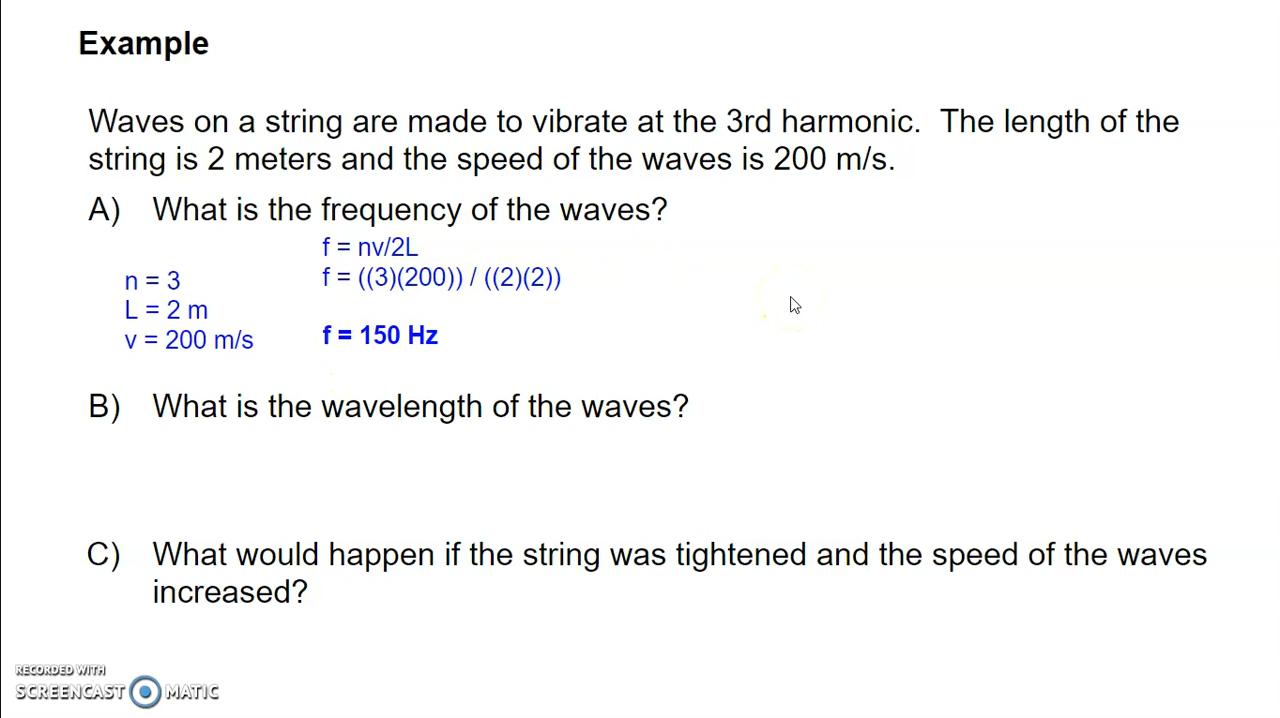 Example
Waves on a string are made to vibrate at the 3rd harmonic. The length of the
string is 2 meters and the speed of the waves is 200 m/s.
A) What is the frequency of the waves?
f = nv/2L
f = ((3)(200)) / ((2)(2))
n = 3
L = 2 m
v = 200 m/s
f = 150 Hz
B) What is the wavelength of the waves?
C) What would happen if the string was tightened and the speed of the waves
increased?
RECORDED WITH
SCREENCAST MATIC